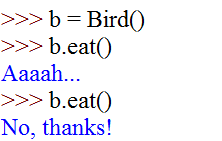 >>> b = Bird()
>>> b.eat()
Aaaah...
>>> b.eat()
No, thanks!